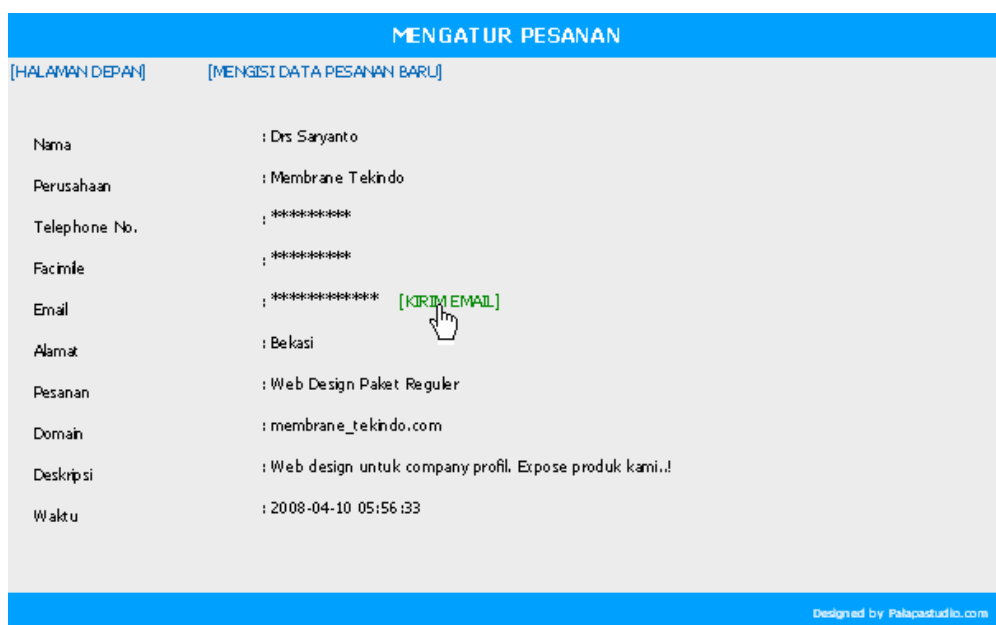 MENGATUR PESANAN
[HALAMAN DEPAN] [MENGISI DATA PESANAN BARU]
Nama : Drs Saryanto
Perusahaan : Membrane Tekindo
Telephone No. : **********
Facimile : **********
Email : ************* [KIRIM EMAIL]
Alamat : Bekasi
Pesanan : Web Design Paket Reguler
Domain : membrane_tekindo.com
Deskripsi : Web design untuk company profil. Expose produk kami..!
Waktu : 2008-04-10 05:56:33
Designed by Palapastudio.com